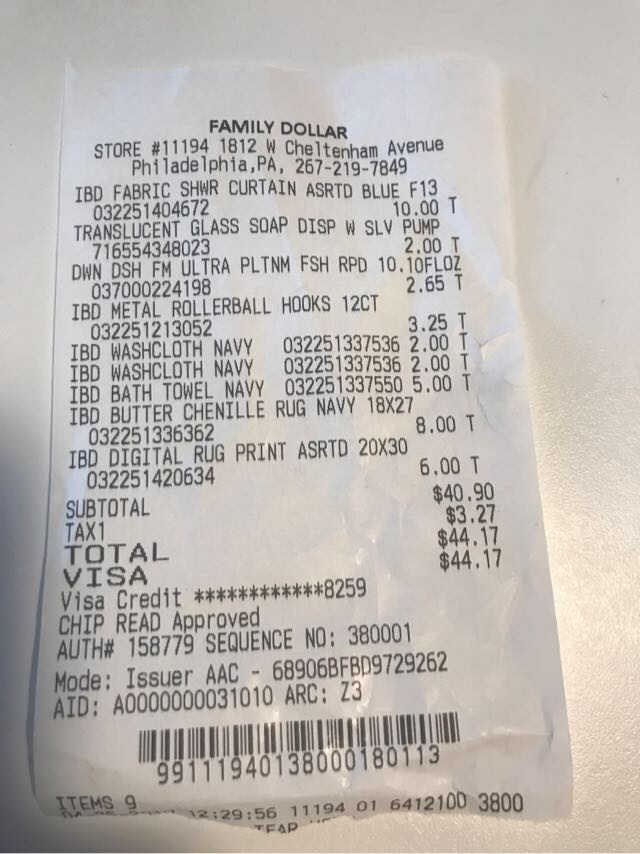 FAMILY DOLLAR
STORE #11194 1812 W Cheltenham Avenue
Philadelphia,PA, 267-219-7849
IBD FABRIC SHWR CURTAIN ASRTD BLUE F13
032251404672 10.00 T
TRANSLUCENT GLASS SOAP DISP W SLV PUMP
716554348023 2.00 T
DWN DSH FM ULTRA PLTNM FSH RPD 10.10FLOZ
037000224198 2.65 T
IBD METAL ROLLERBALL HOOKS 12CT
032251213052 3.25 T
IBD WASHCLOTH NAVY 032251337536 2.00 T
IBD WASHCLOTH NAVY 032251337536 2.00 T
IBD BATH TOWEL NAVY 032251337550 5.00 T
IBD BUTTER CHENILLE RUG NAVY 18X27
032251336362 8.00 T
IBD DIGITAL RUG PRINT ASRTD 20X30
032251420634 6.00 T
SUBTOTAL $40.90
TAX1 $3.27
TOTAL $44.17
VISA $44.17
Visa Credit ************8259
CHIP READ Approved
AUTH# 158779 SEQUENCE NO: 380001
Mode: Issuer AAC - 68906BFBD9729262
AID: A0000000031010 ARC: Z3
99111940138000180113
ITEMS 9
12:29:56 11194 01 6412100 3800